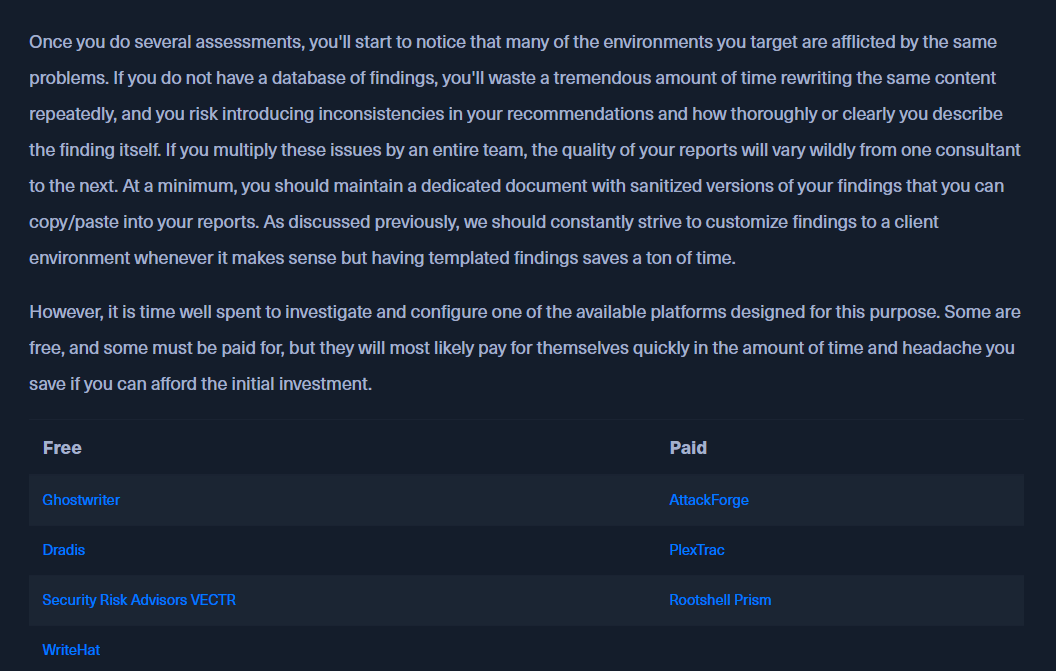 Once you do several assessments, you'll start to notice that many of the environments you target are afflicted by the same
problems. If you do not have a database of findings, you'll waste a tremendous amount of time rewriting the same content
repeatedly, and you risk introducing inconsistencies in your recommendations and how thoroughly or clearly you describe
the finding itself. If you multiply these issues by an entire team, the quality of your reports will vary wildly from one consultant
to the next. At a minimum, you should maintain a dedicated document with sanitized versions of your findings that you can
copy/paste into your reports. As discussed previously, we should constantly strive to customize findings to a client
environment whenever it makes sense but having templated findings saves a ton of time.
However, it is time well spent to investigate and configure one of the available platforms designed for this purpose. Some are
free, and some must be paid for, but they will most likely pay for themselves quickly in the amount of time and headache you
save if you can afford the initial investment.
Free Paid
Ghostwriter AttackForge
Dradis PlexTrac
Security Risk Advisors VECTR Rootshell Prism
WriteHat